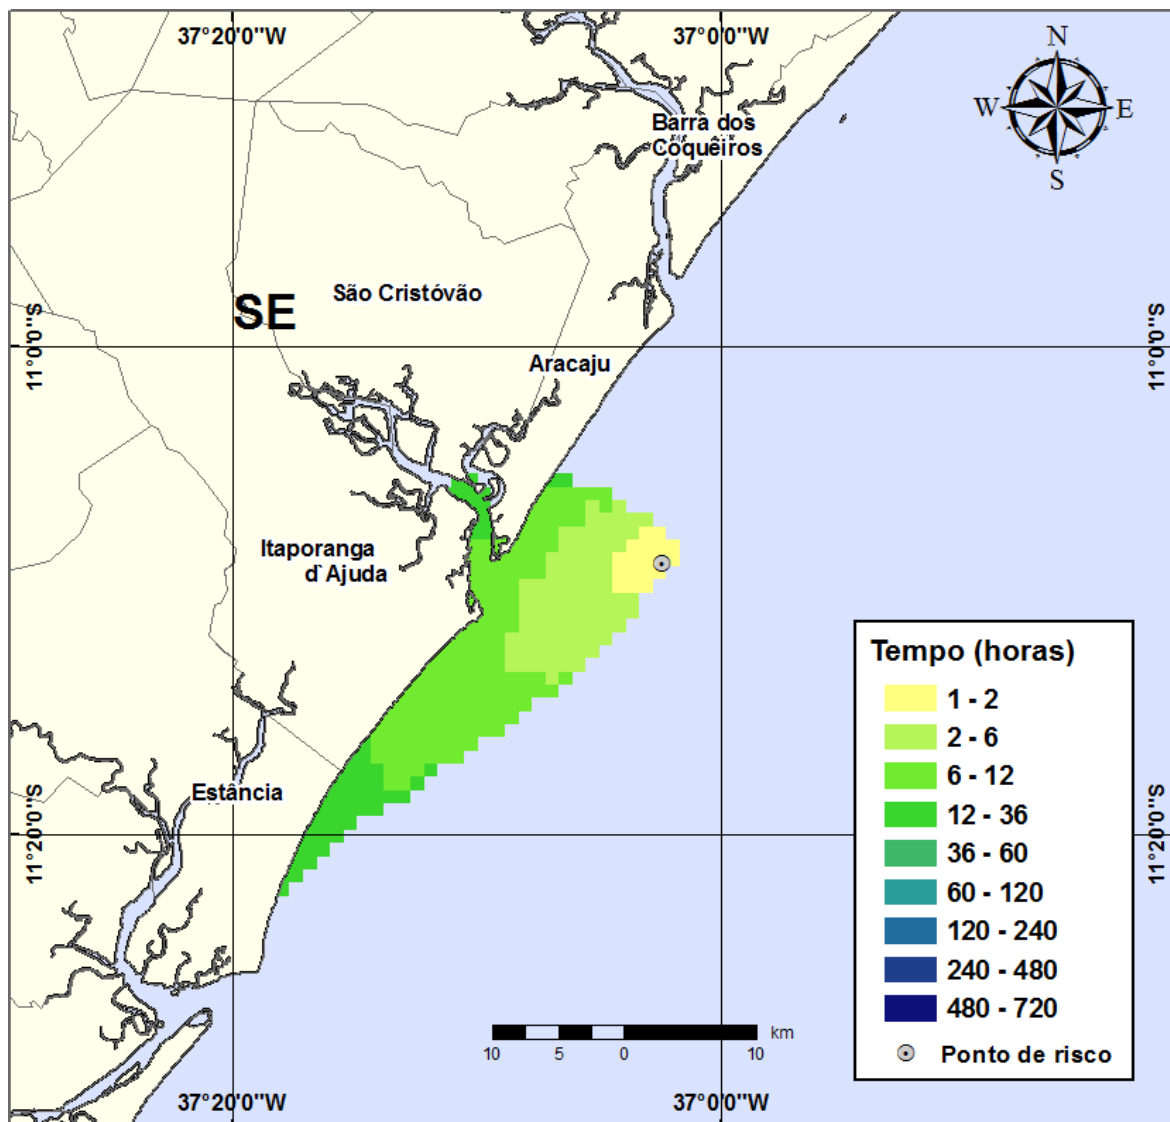 37°20'0"W
37°0'0"W
N
W
E
S
Barra dos
Coqueiros
São Cristóvão
SE
11°0'0"S
11°0'0"S
Aracaju
Itaporanga
d`Ajuda
Estância
11°20'0"S
11°20'0"S
Tempo (horas)
1 - 2
2 - 6
6 - 12
12 - 36
36 - 60
60 - 120
120 - 240
240 - 480
480 - 720
Ponto de risco
km
10 5 0 10
37°20'0"W
37°0'0"W